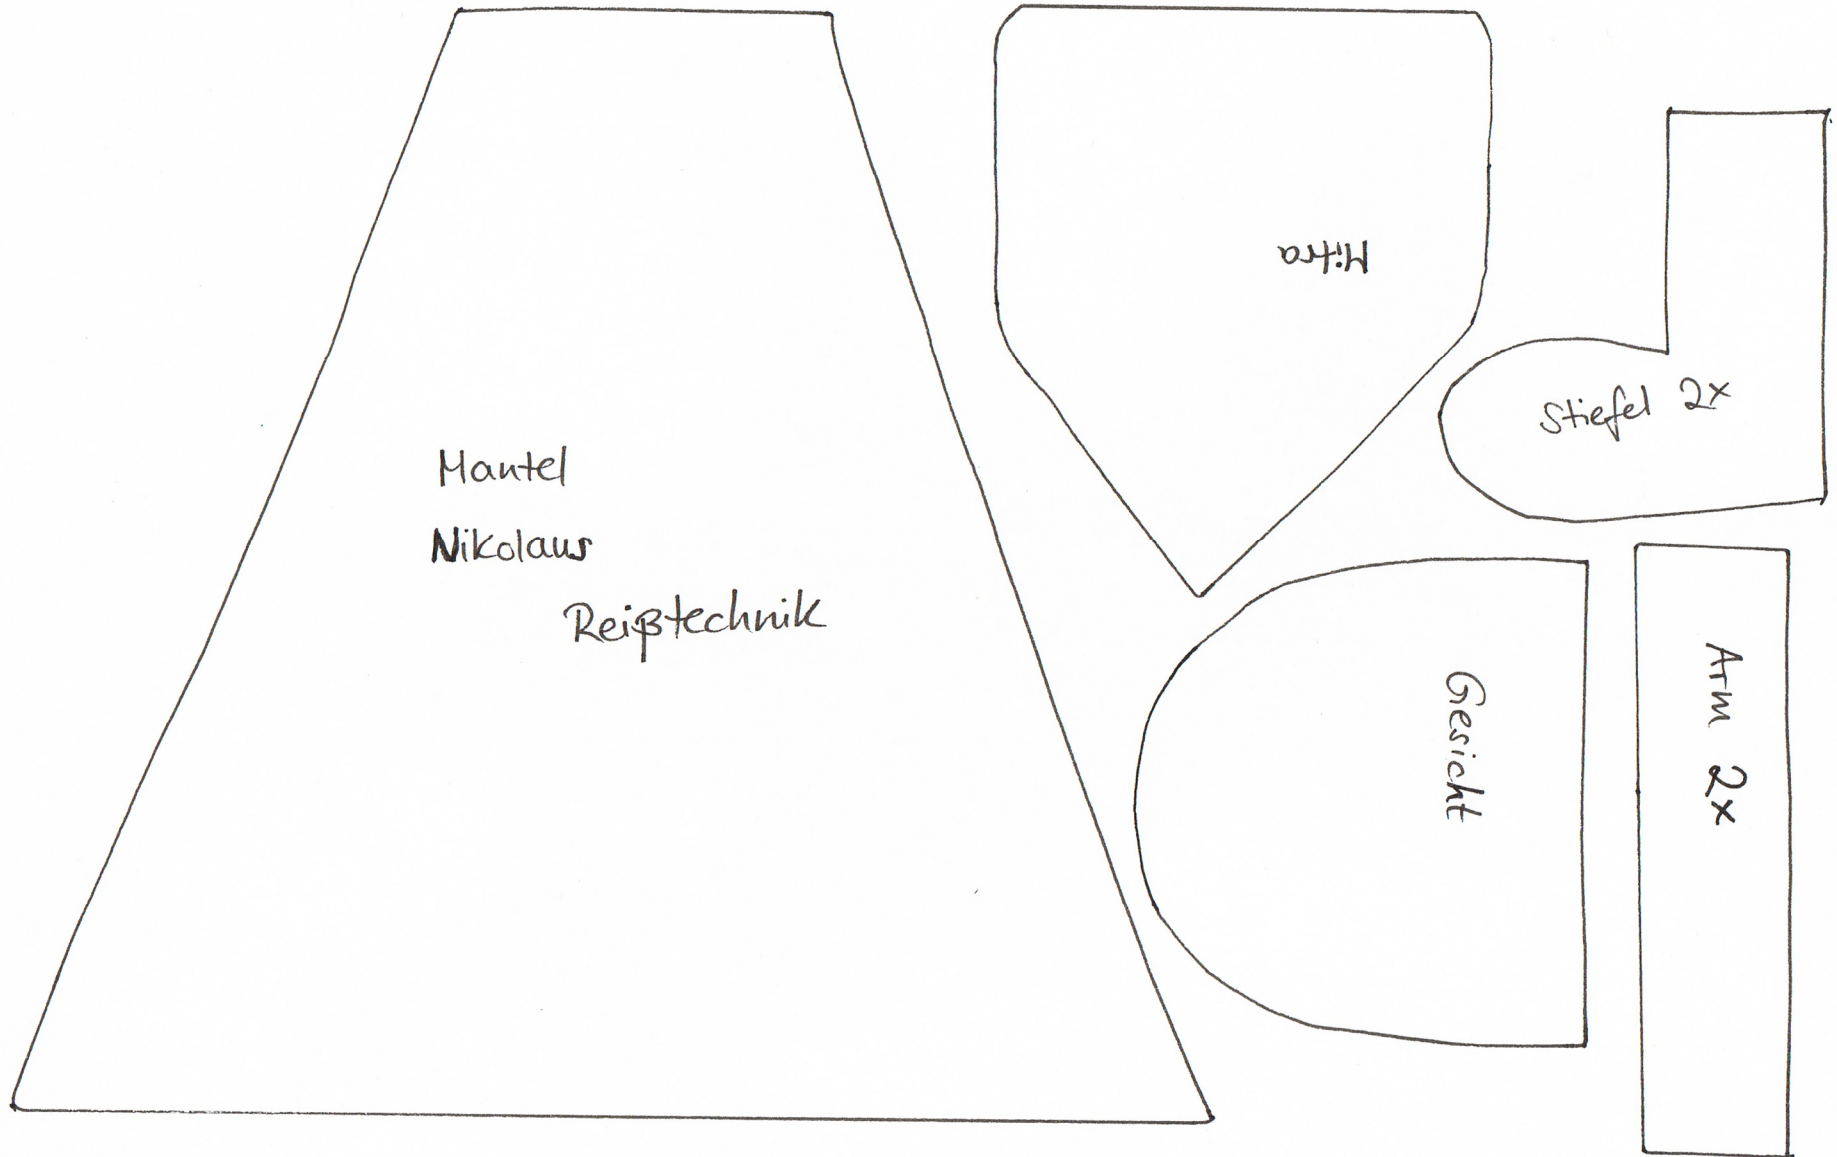 Mantel
Nikolaus
Reißtechnik
Mitra
Stiefel 2x
Gesicht
Arm 2x